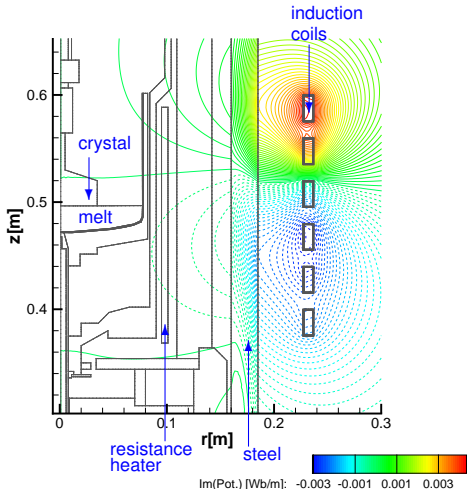 induction
coils
0.6
crystal
0.5
melt
z[m]
0.4
0
0.1
0.2
0.3
r[m]
resistance
heater
steel
Im(Pot.) [Wb/m]: -0.003 -0.001 0.001 0.003